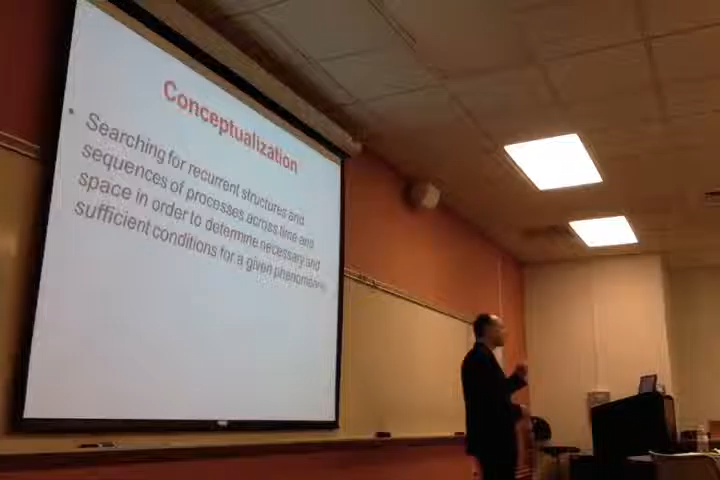 Conceptualization
• Searching for recurrent structures and
sequences of processes across time and
space in order to determine necessary and
sufficient conditions for a given phenomenon